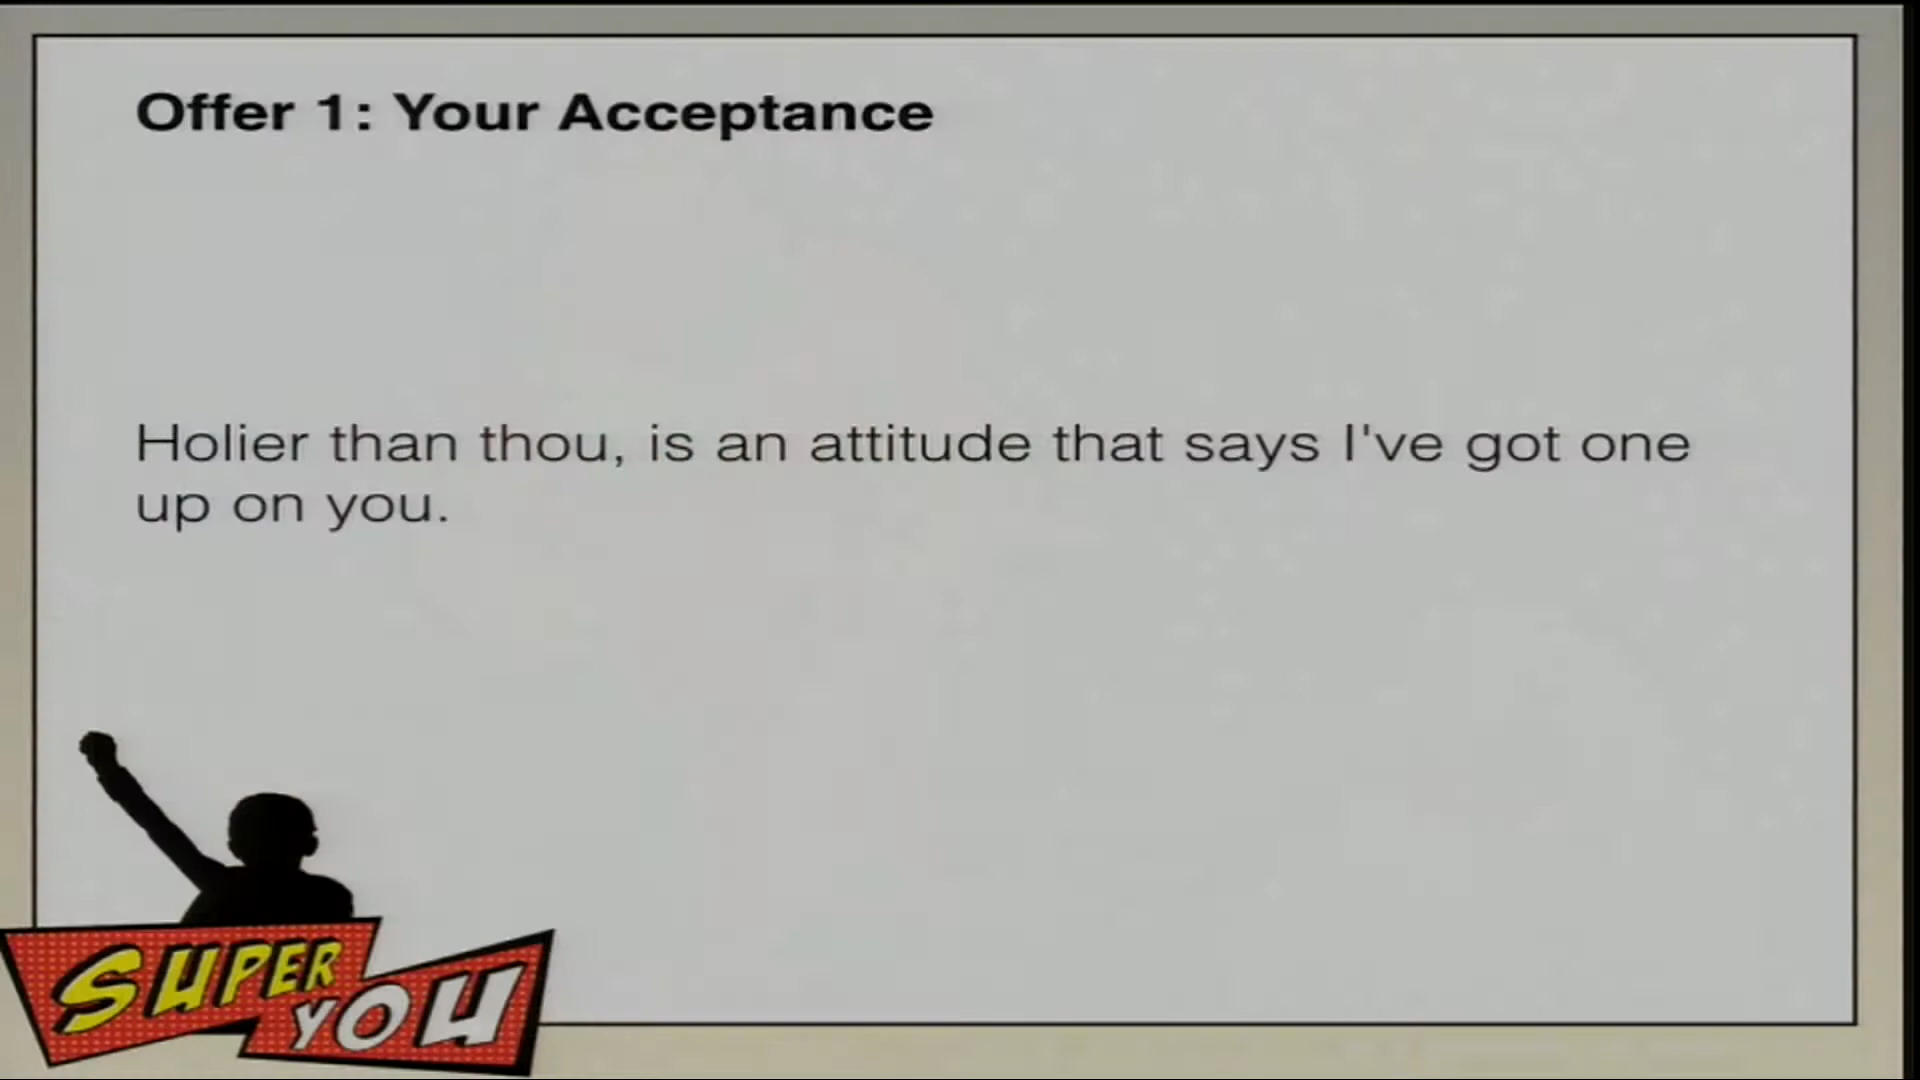 Offer 1: Your Acceptance
Holier than thou, is an attitude that says I've got one
up on you.
SUPER
YOU